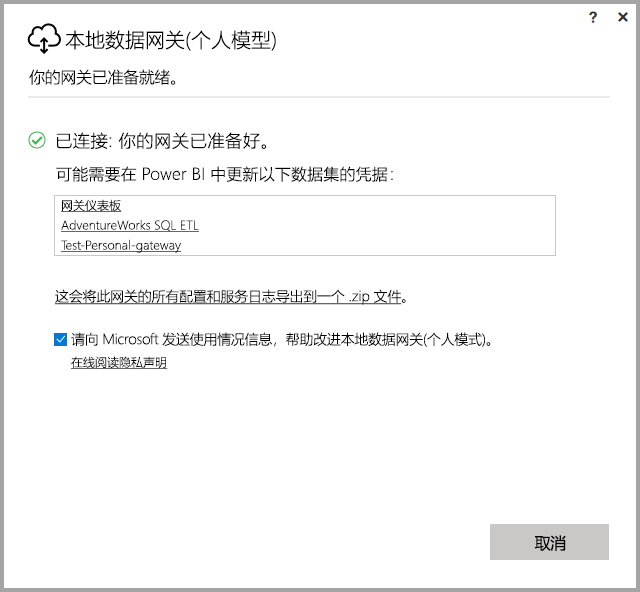 ?
×
本地数据网关(个人模型)
你的网关已准备就绪。
已连接: 你的网关已准备好。
可能需要在 Power BI 中更新以下数据集的凭据:
网关仪表板
AdventureWorks SQL ETL
Test-Personal-gateway
这会将此网关的所有配置和服务日志导出到一个 .zip 文件。
请向 Microsoft 发送使用情况信息，帮助改进本地数据网关(个人模式)。
在线阅读隐私声明
取消